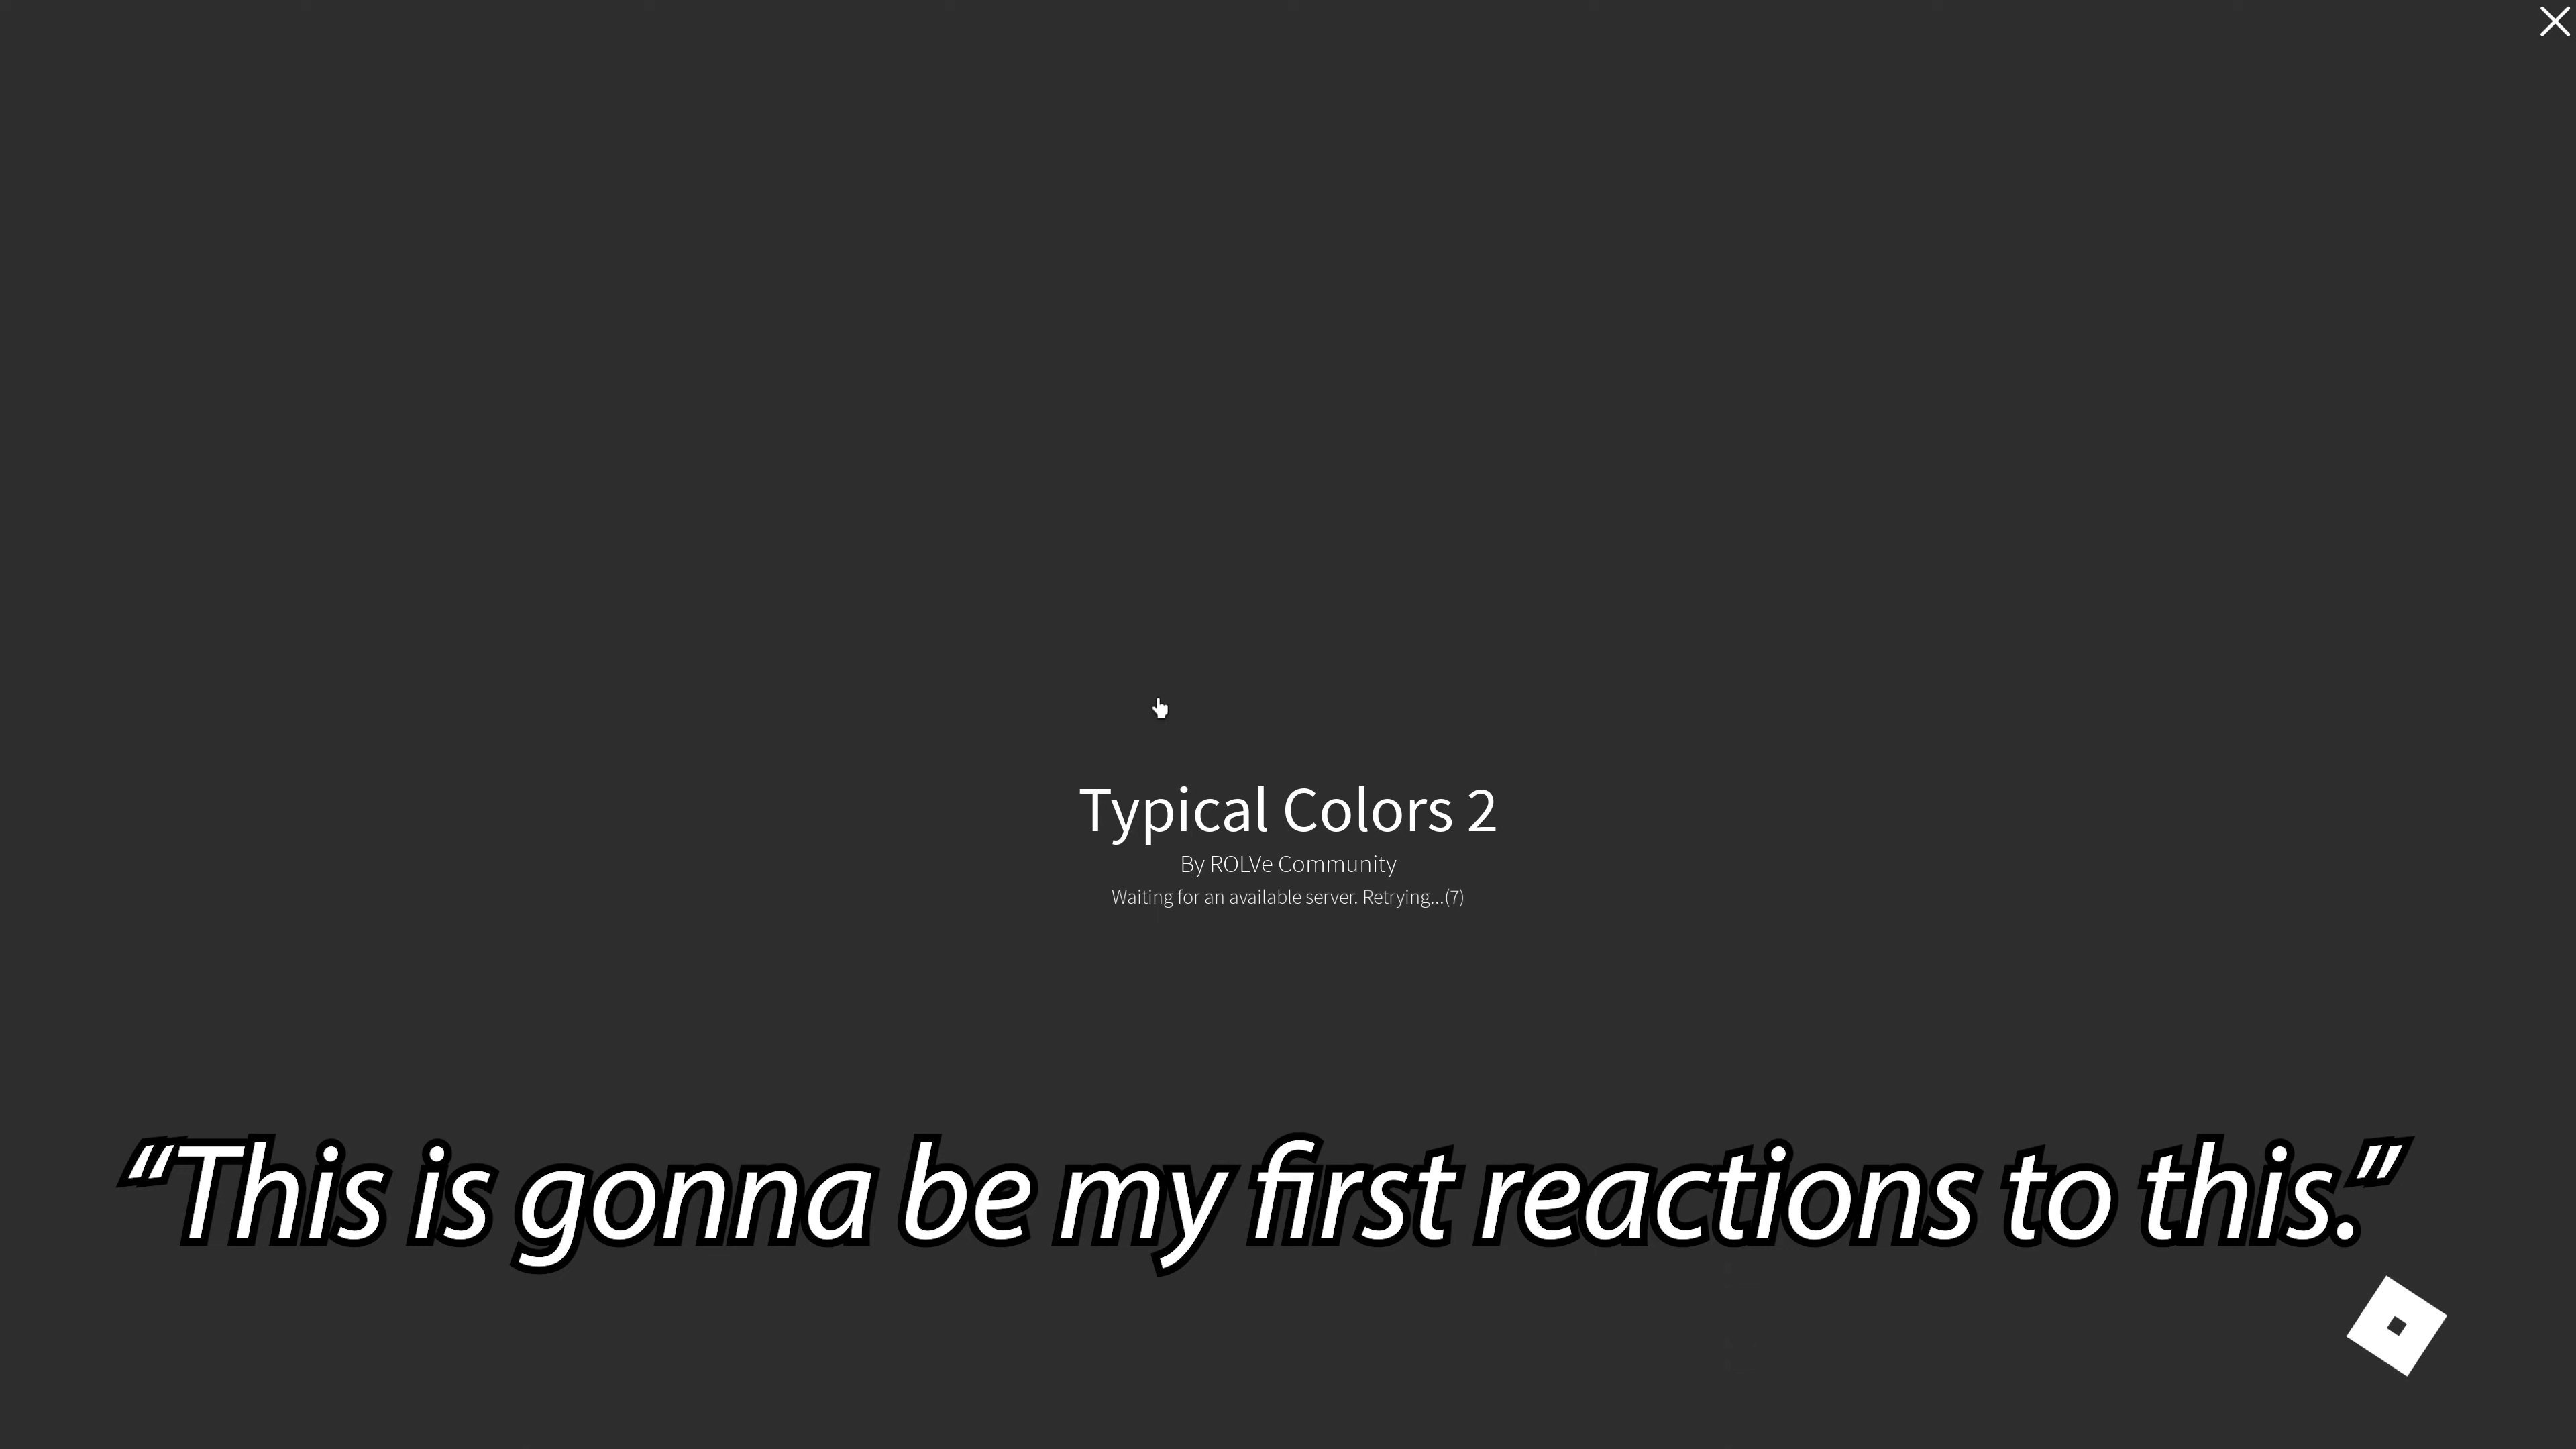 Typical Colors 2
By ROLVe Community
Waiting for an available server. Retrying...(7)
“This is gonna be my first reactions to this.”